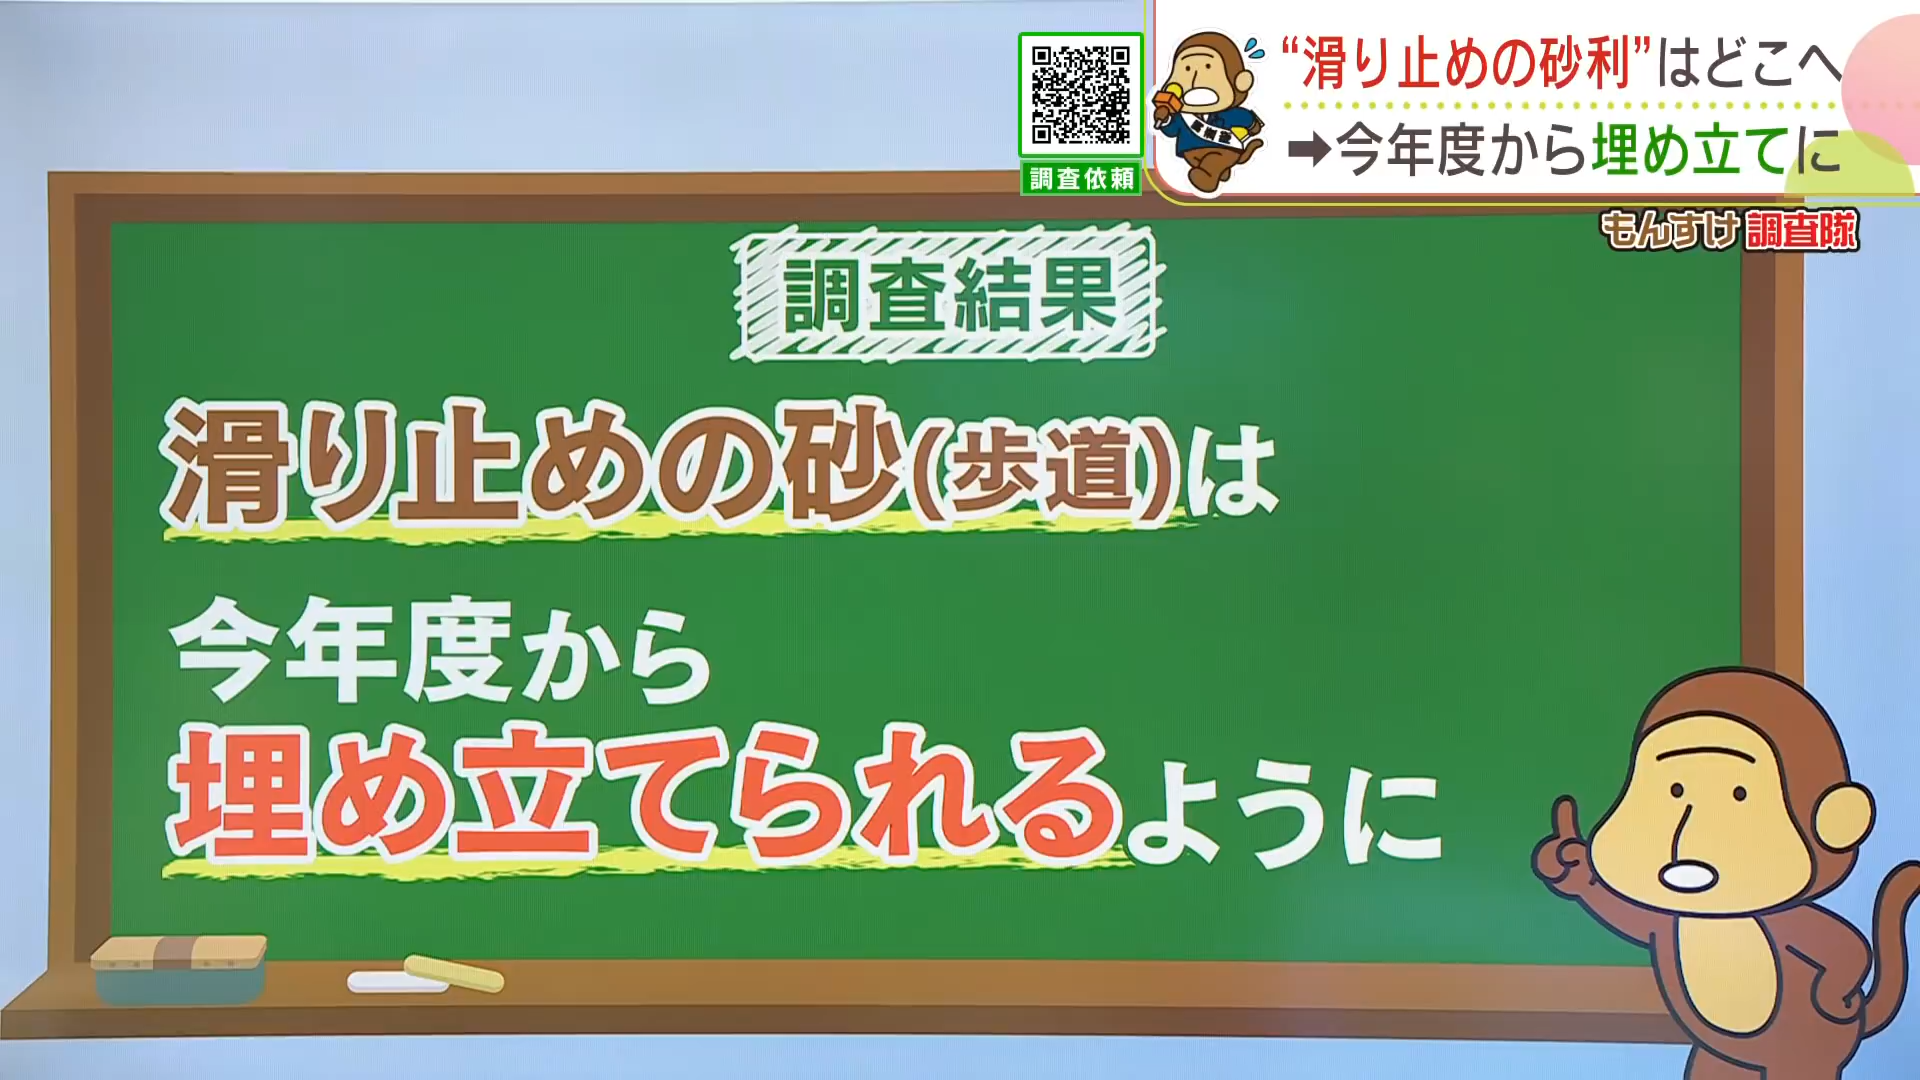 “滑り止めの砂利”はどこへ
➡今年度から埋め立てに
調査依頼
もんすけ調査隊
調査結果
滑り止めの砂(歩道)は
今年度から
埋め立てられるように